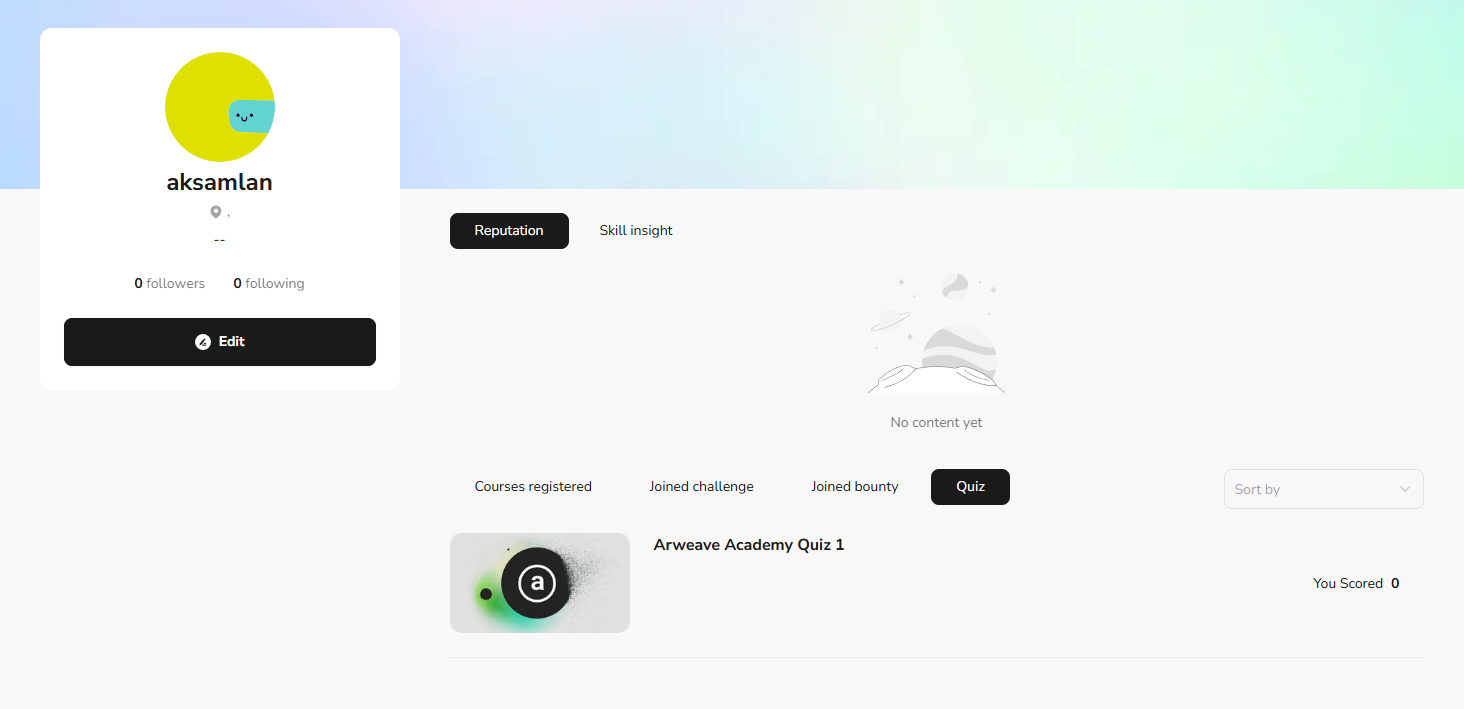 aksamlan
,
--
0 followers 0 following
Edit
Reputation Skill insight
No content yet
Courses registered Joined challenge Joined bounty Quiz Sort by
a
Arweave Academy Quiz 1
You Scored 0